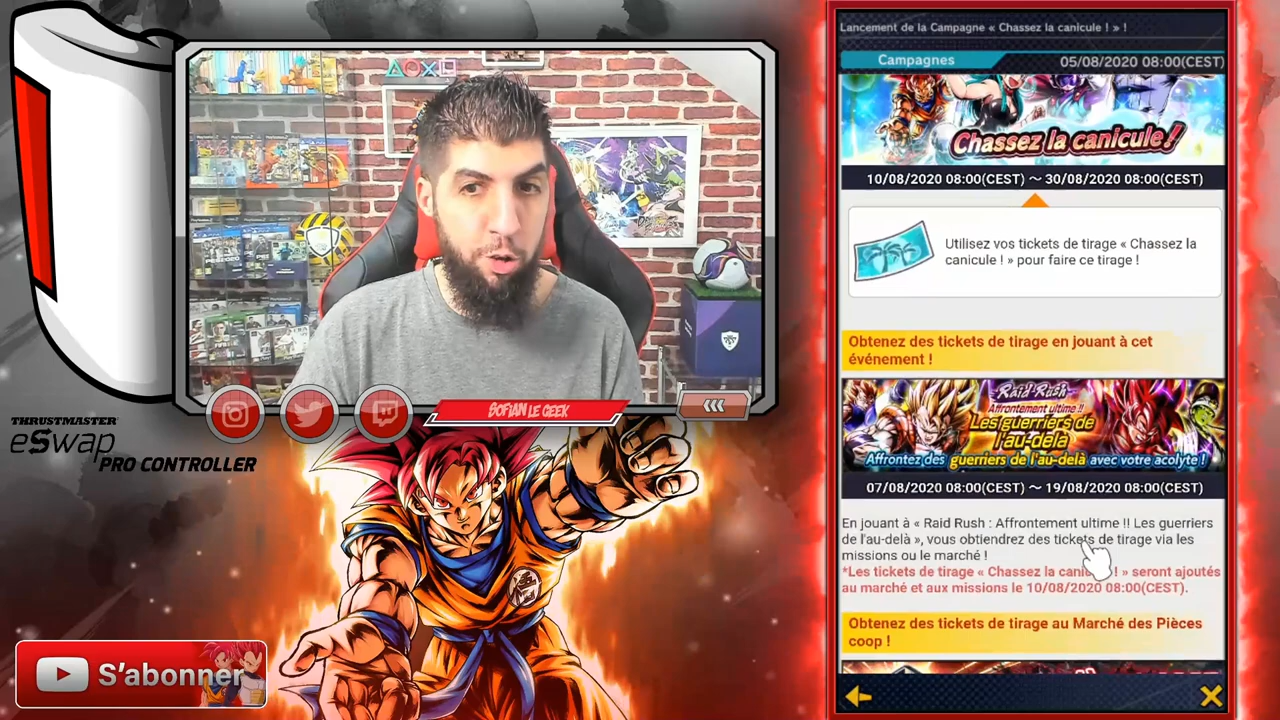 THRUSTMASTER
eSwap
PRO CONTROLLER
SOFIAN LE GEEK
S'abonner
Lancement de la Campagne « Chassez la canicule ! » !
Campagnes
05/08/2020 08:00(CEST)
Chassez la canicule!
10/08/2020 08:00(CEST) ～ 30/08/2020 08:00(CEST)
Utilisez vos tickets de tirage « Chassez la
canicule ! » pour faire ce tirage !
Obtenez des tickets de tirage en jouant à cet
événement !
Raid Rush
Affrontement ultime !!
Les guerriers de
l'au-delà
Affrontez des guerriers de l'au-delà avec votre acolyte !
07/08/2020 08:00(CEST) ～ 19/08/2020 08:00(CEST)
En jouant à « Raid Rush : Affrontement ultime !! Les guerriers
de l'au-delà », vous obtiendrez des tickets de tirage via les
missions ou le marché !
*Les tickets de tirage « Chassez la cani ! » seront ajoutés
au marché et aux missions le 10/08/2020 08:00(CEST).
Obtenez des tickets de tirage au Marché des Pièces
coop !